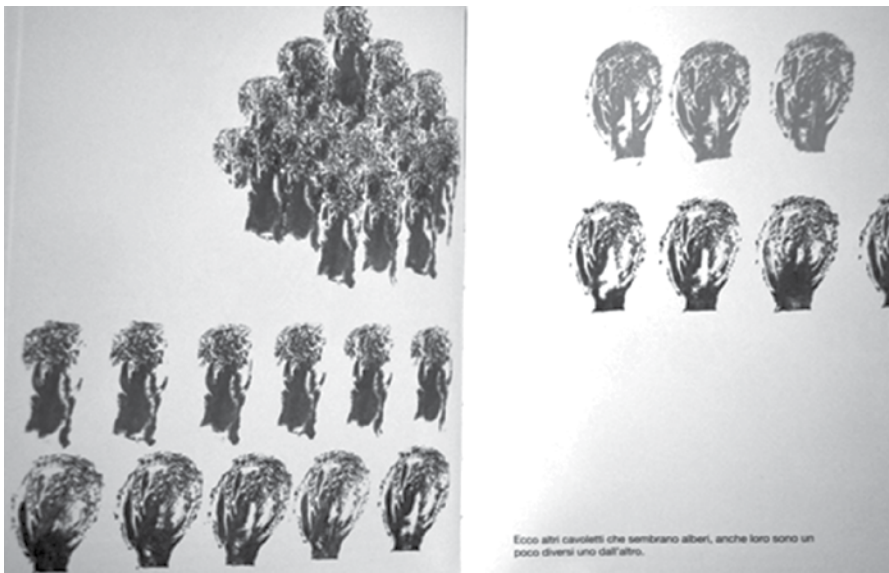 Ecco altri cavoletti che sembrano alberi, anche loro sono un
poco diversi uno dall'altro.